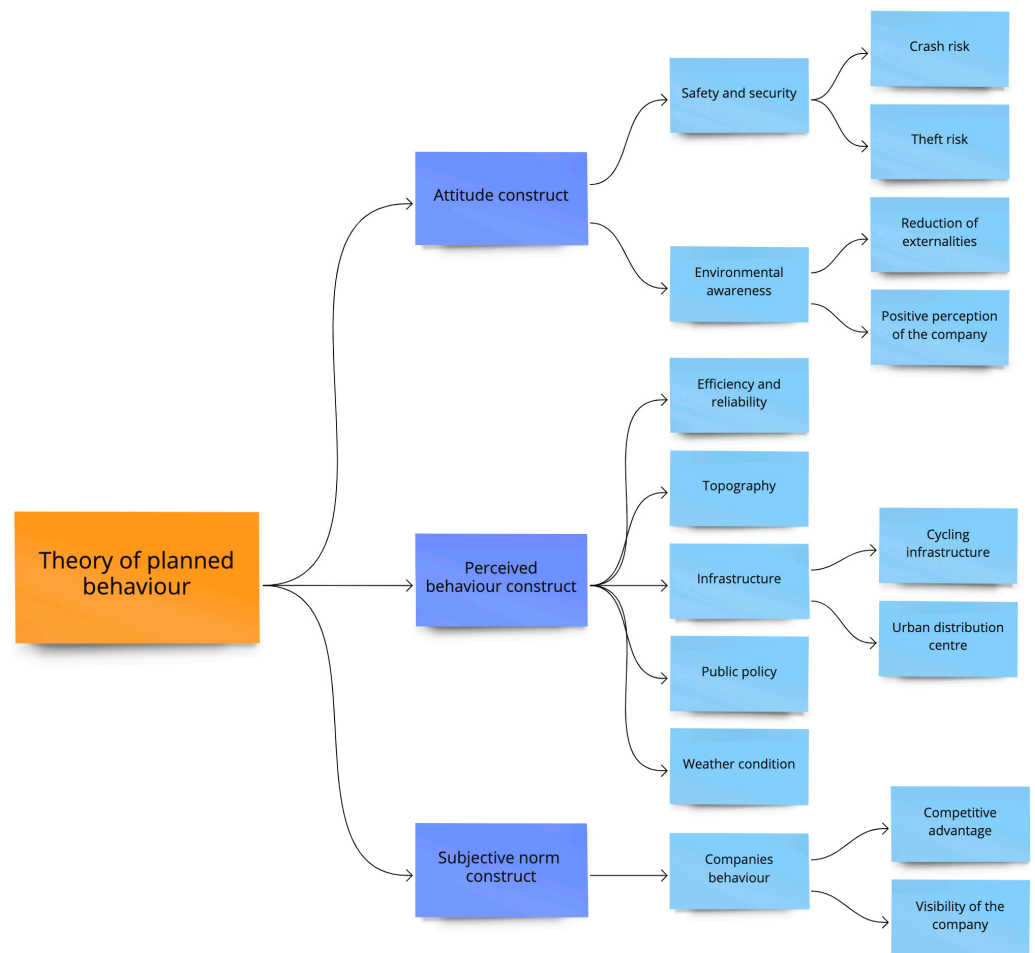 Theory of planned
behaviour
Attitude construct
Safety and security
Crash risk
Theft risk
Environmental
awareness
Reduction of
externalities
Positive perception
of the company
Perceived
behaviour construct
Efficiency and
reliability
Topography
Infrastructure
Cycling
infrastructure
Urban distribution
centre
Public policy
Weather condition
Subjective norm
construct
Companies
behaviour
Competitive
advantage
Visibility of the
company